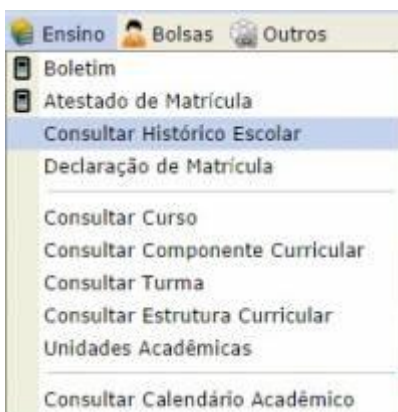 Ensino Bolsas Outros
Boletim
Atestado de Matrícula
Consultar Histórico Escolar
Declaração de Matrícula
Consultar Curso
Consultar Componente Curricular
Consultar Turma
Consultar Estrutura Curricular
Unidades Acadêmicas
Consultar Calendário Acadêmico